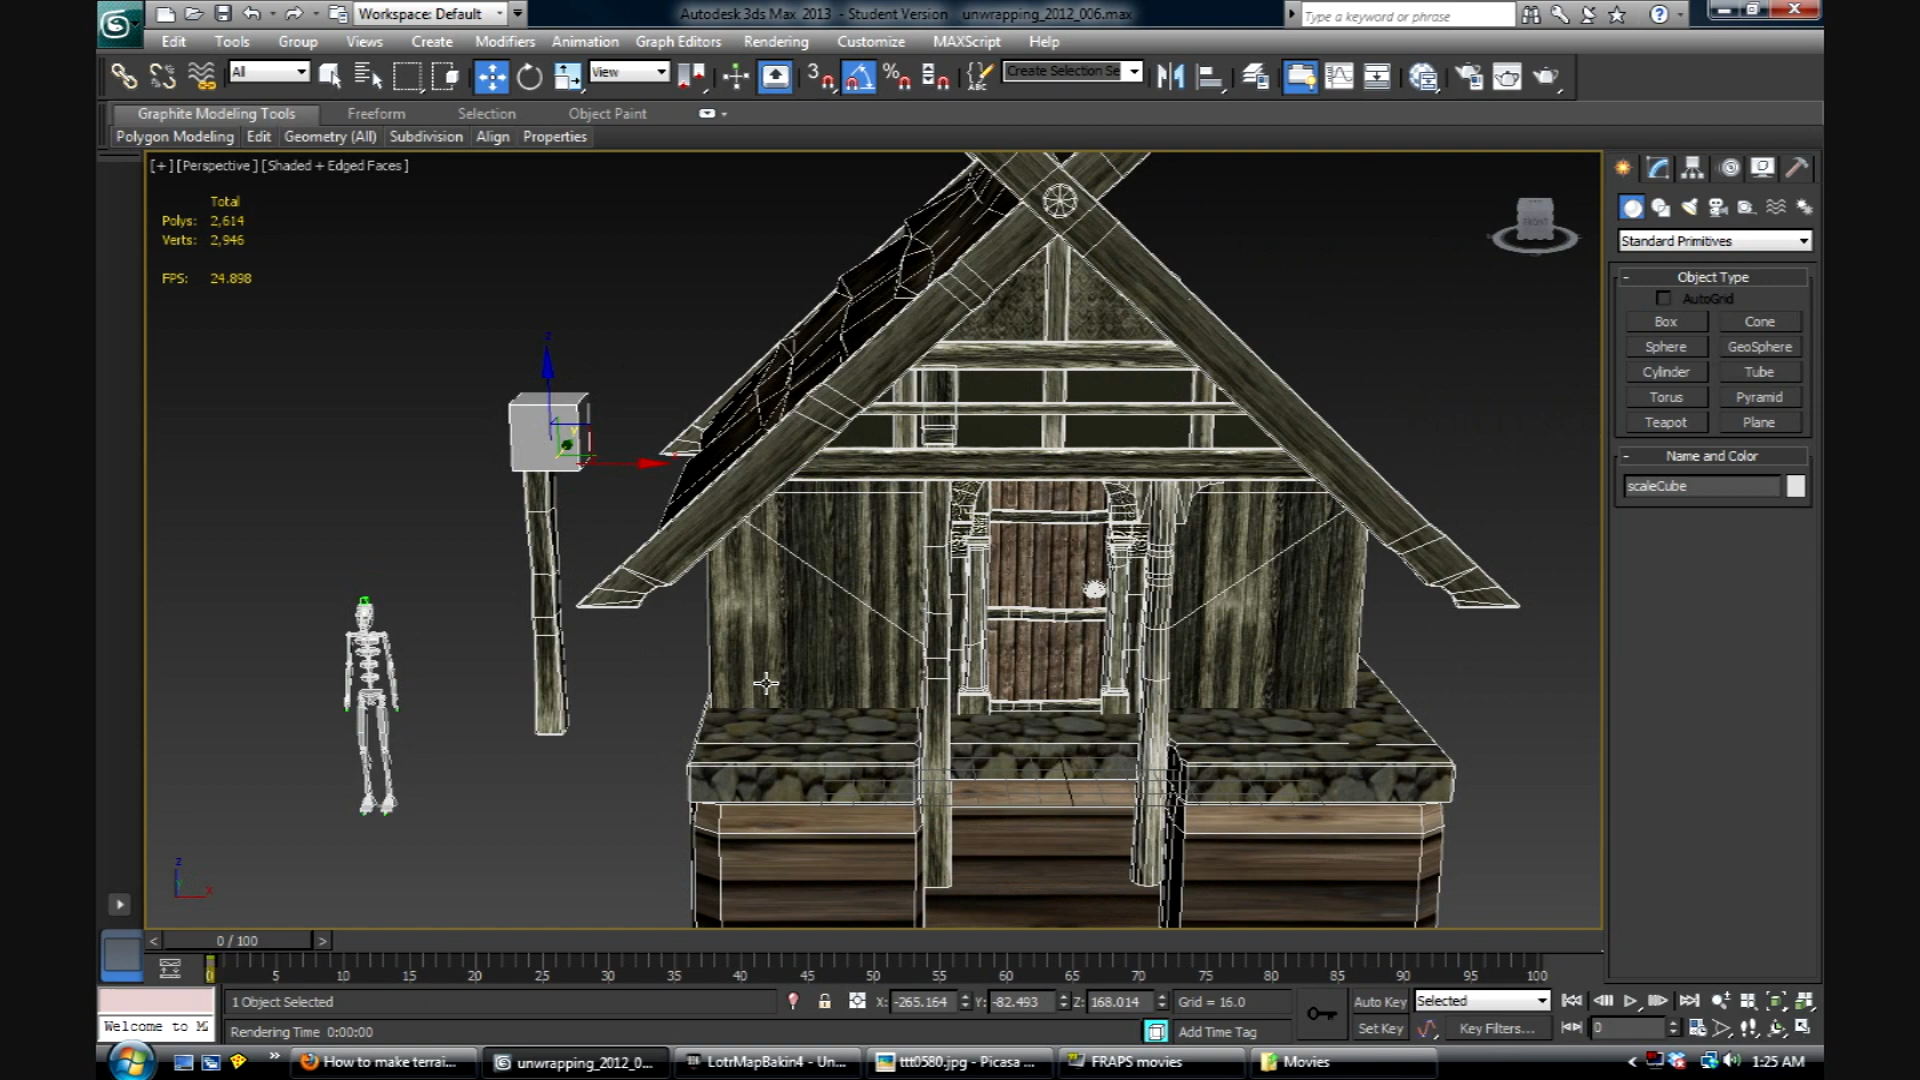 Workspace: Default
Autodesk 3ds Max 2013 - Student Version unwrapping_2012_006.max
Type a keyword or phrase
Edit Tools Group Views Create Modifiers Animation Graph Editors Rendering Customize MAXScript Help
All
View
3
%
ABC
Create Selection Se
Graphite Modeling Tools Freeform Selection Object Paint
Polygon Modeling Edit Geometry (All) Subdivision Align Properties
[+] [Perspective] [Shaded + Edged Faces]
Total
Polys: 2,614
Verts: 2,946
FPS: 24.898
FRONT
z
x
z
x
Standard Primitives
- Object Type
AutoGrid
Box Cone
Sphere GeoSphere
Cylinder Tube
Torus Pyramid
Teapot Plane
- Name and Color
scaleCube
< 0 / 100 >
0 5 10 15 20 25 30 35 40 45 50 55 60 65 70 75 80 85 90 95 100
1 Object Selected
X: -265.164 Y: -82.493 Z: 168.014 Grid = 16.0
Auto Key Selected
Welcome to M
Rendering Time 0:00:00
Add Time Tag
Set Key Key Filters...
0
How to make terrai...
unwrapping_2012_0...
LotrMapBakin4 - Un...
ttt0580.jpg - Picasa ...
FRAPS movies
Movies
1:25 AM